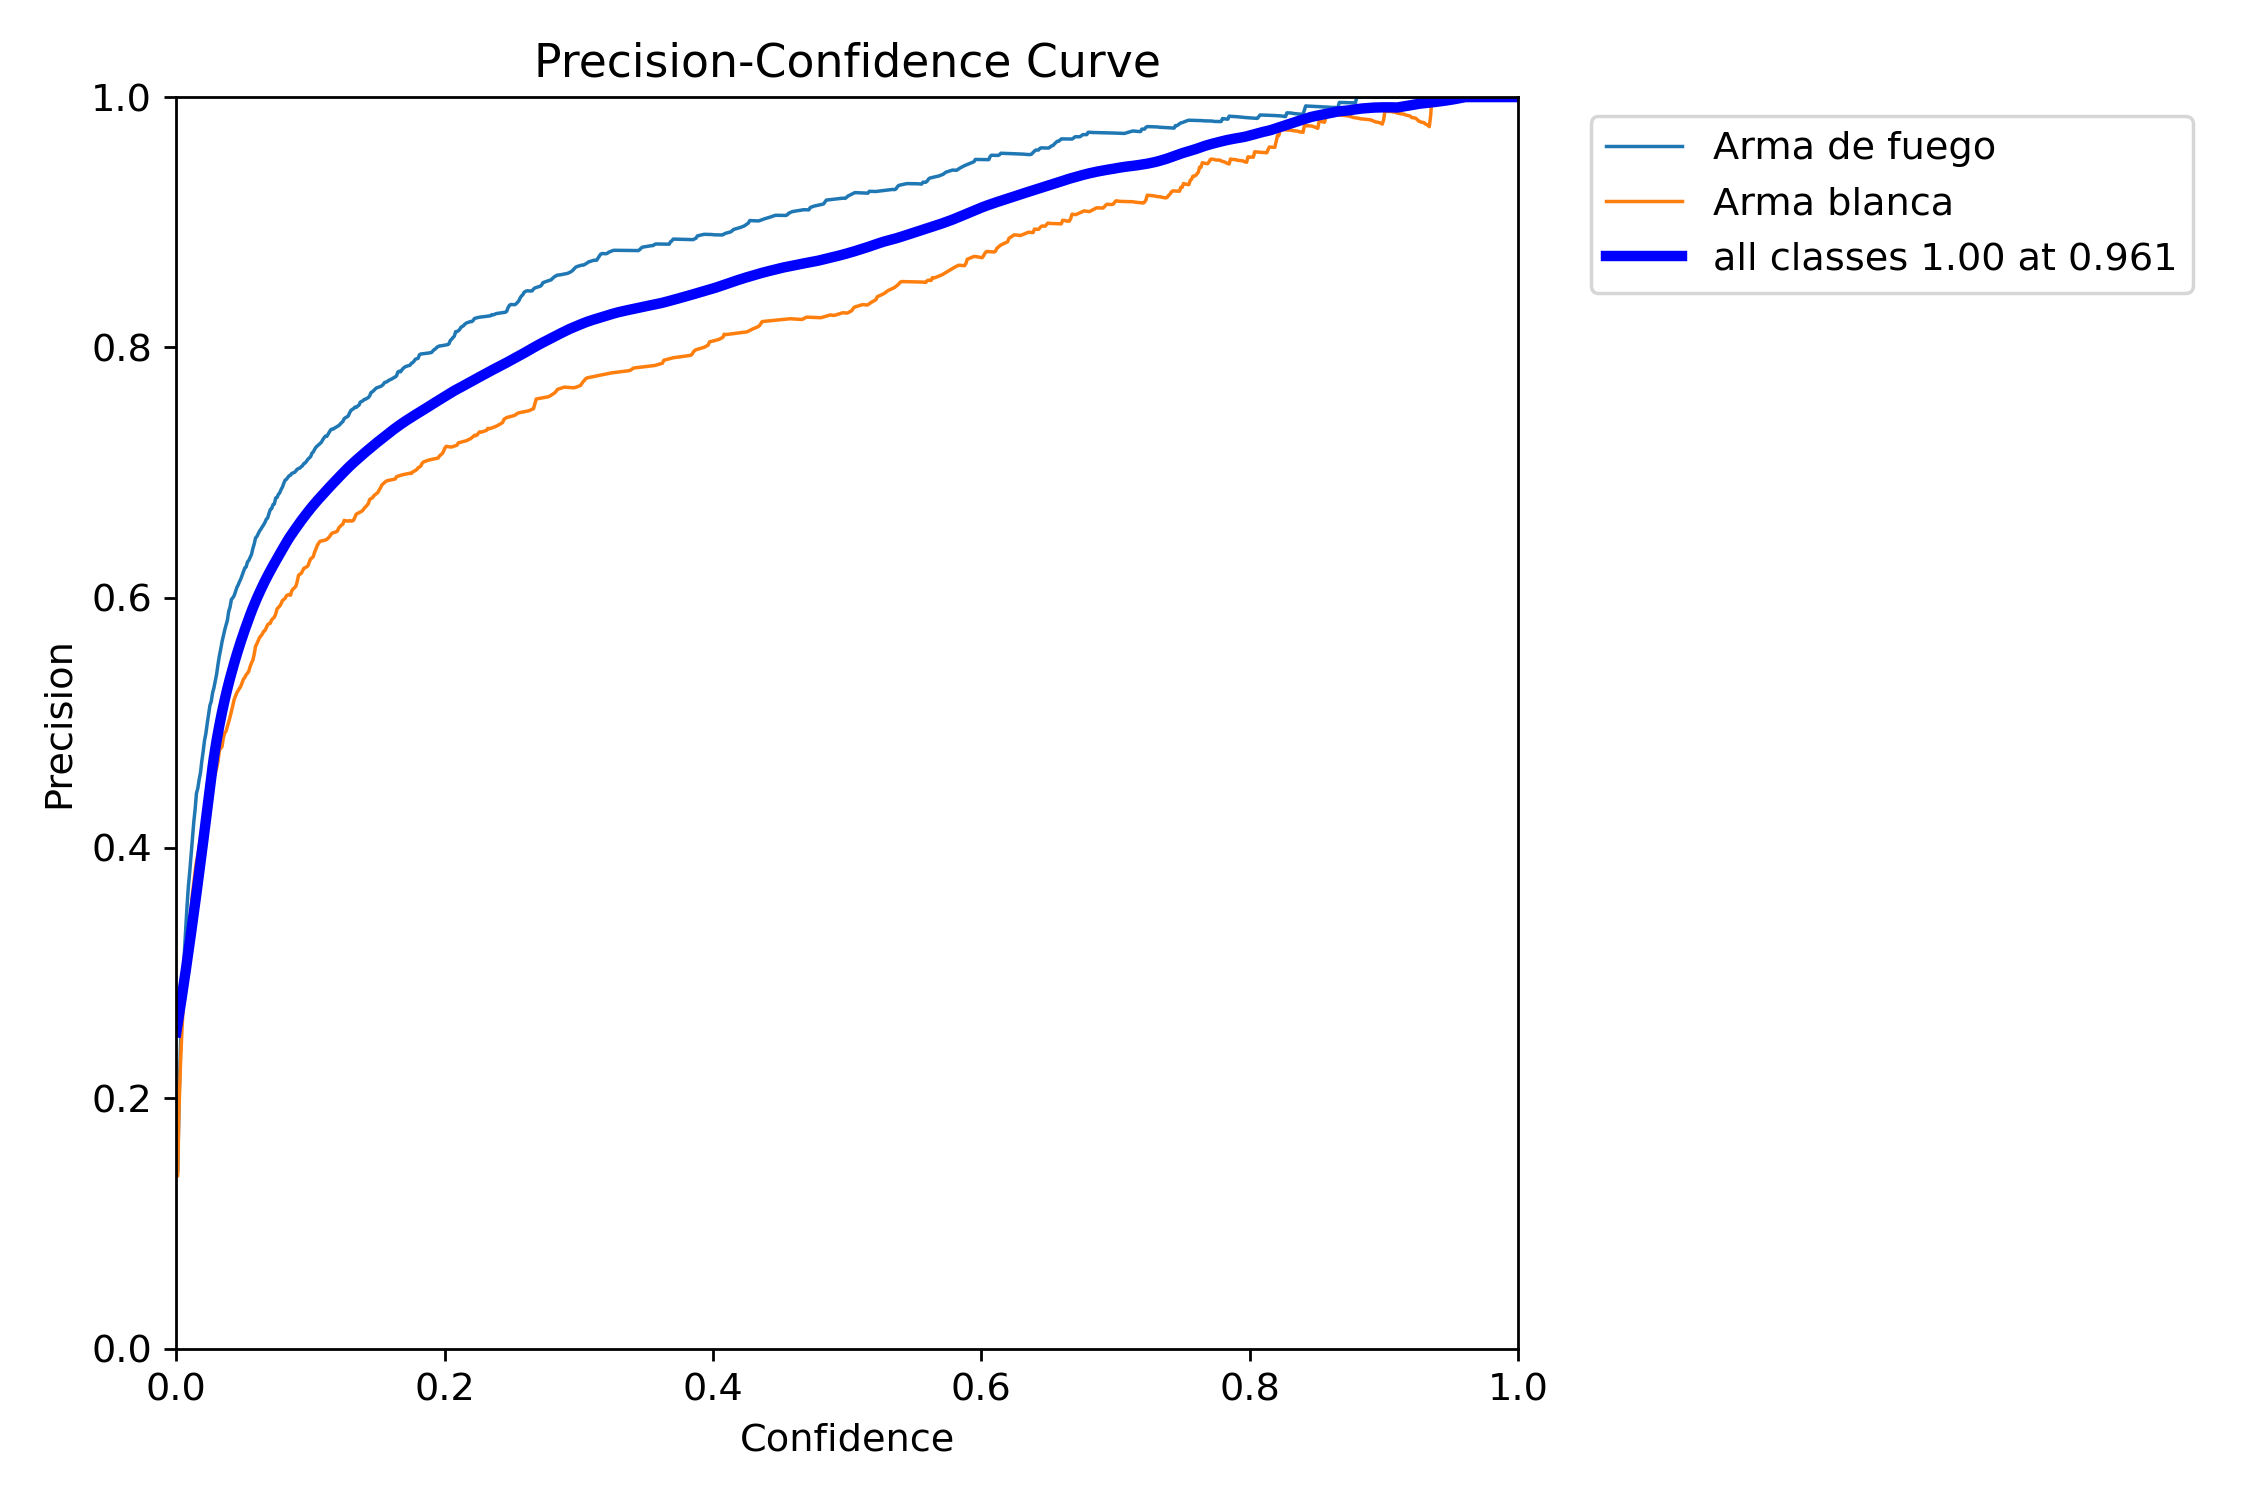 Precision-Confidence Curve
1.0
0.8
0.6
0.4
0.2
0.0
Precision
0.0 0.2 0.4 0.6 0.8 1.0
Confidence
Arma de fuego
Arma blanca
all classes 1.00 at 0.961